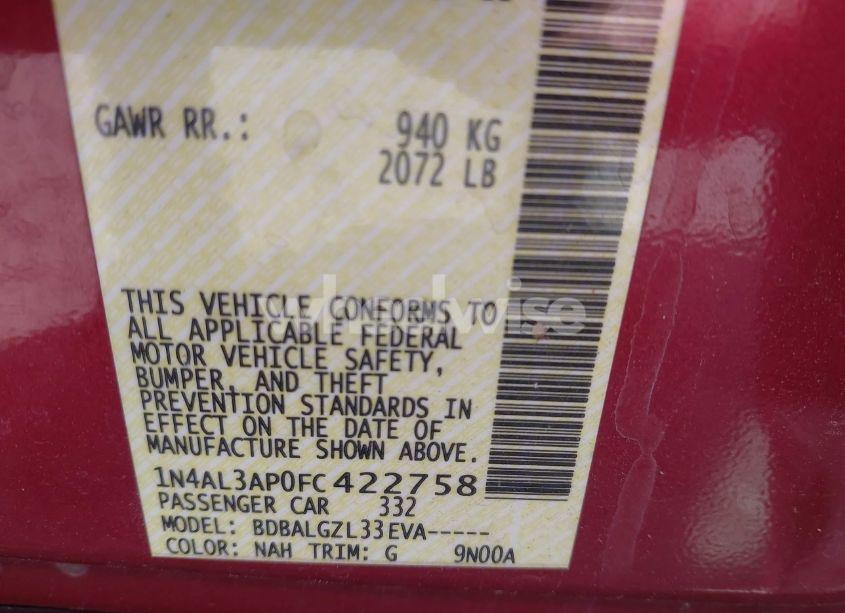 GAWR RR.: 940 KG
2072 LB
THIS VEHICLE CONFORMS TO
ALL APPLICABLE FEDERAL
MOTOR VEHICLE SAFETY,
BUMPER, AND THEFT
PREVENTION STANDARDS IN
EFFECT ON THE DATE OF
MANUFACTURE SHOWN ABOVE.
1N4AL3AP0FC422758
PASSENGER CAR 332
MODEL: BDBALGZL33EVA-----
COLOR: NAH TRIM: G 9N00A